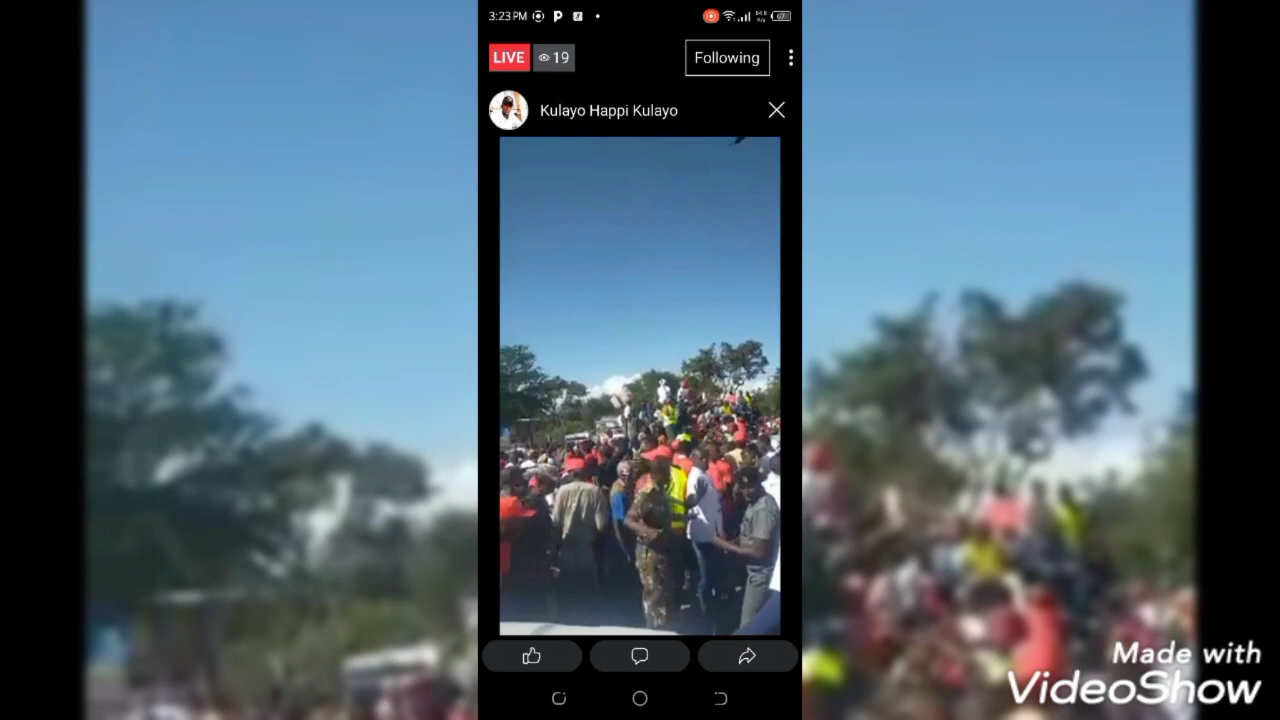 3:23 PM
LIVE 19
Following
Kulayo Happi Kulayo
Made with
VideoShow